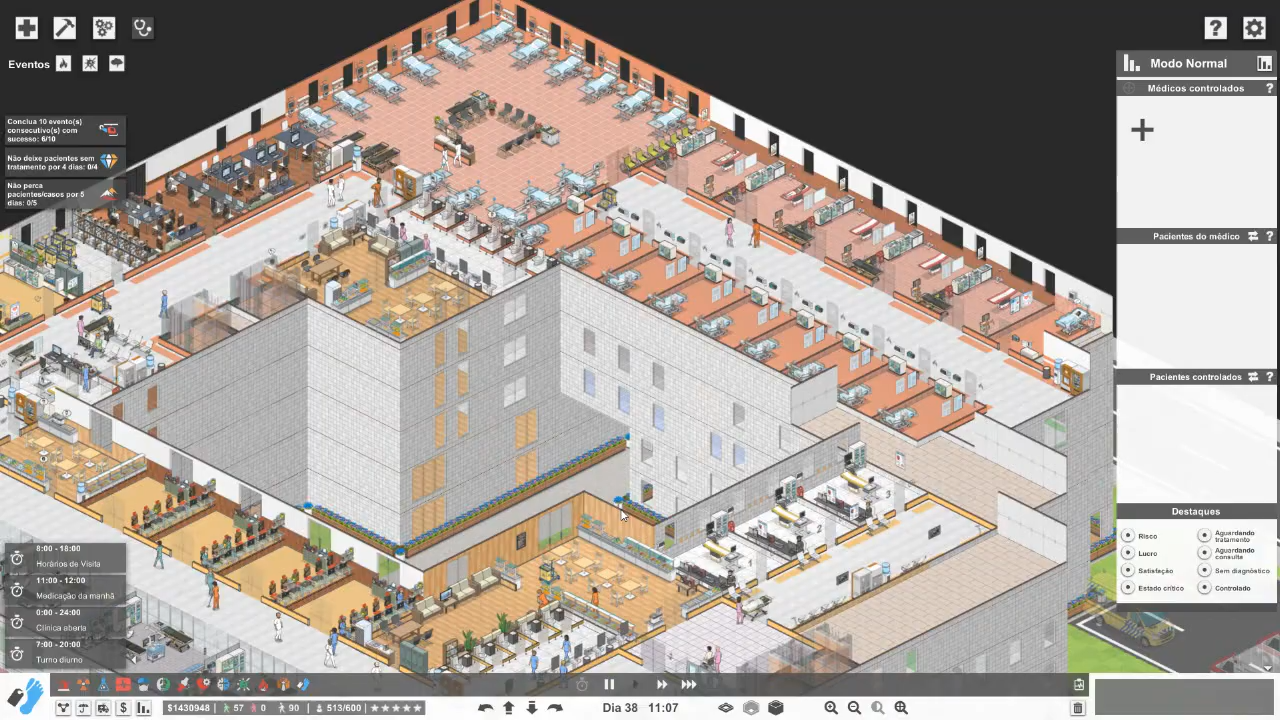 Eventos
Conclua 10 evento(s)
consecutivo(s) com
sucesso: 6/10
Não deixe pacientes sem
tratamento por 4 dias: 0/4
Não perca
pacientes/casos por 5
dias: 0/5
8:00 - 18:00
Horários de Visita
11:00 - 12:00
Medicação da manhã
0:00 - 24:00
Clínica aberta
7:00 - 20:00
Turno diurno
$1430948
57
0
90
513/600
Dia 38
11:07
?
Modo Normal
Médicos controlados ?
Pacientes do médico ?
Pacientes controlados ?
Destaques
Risco
Aguardando
tratamento
Lucro
Aguardando
consulta
Satisfação
Sem diagnóstico
Estado crítico
Controlado